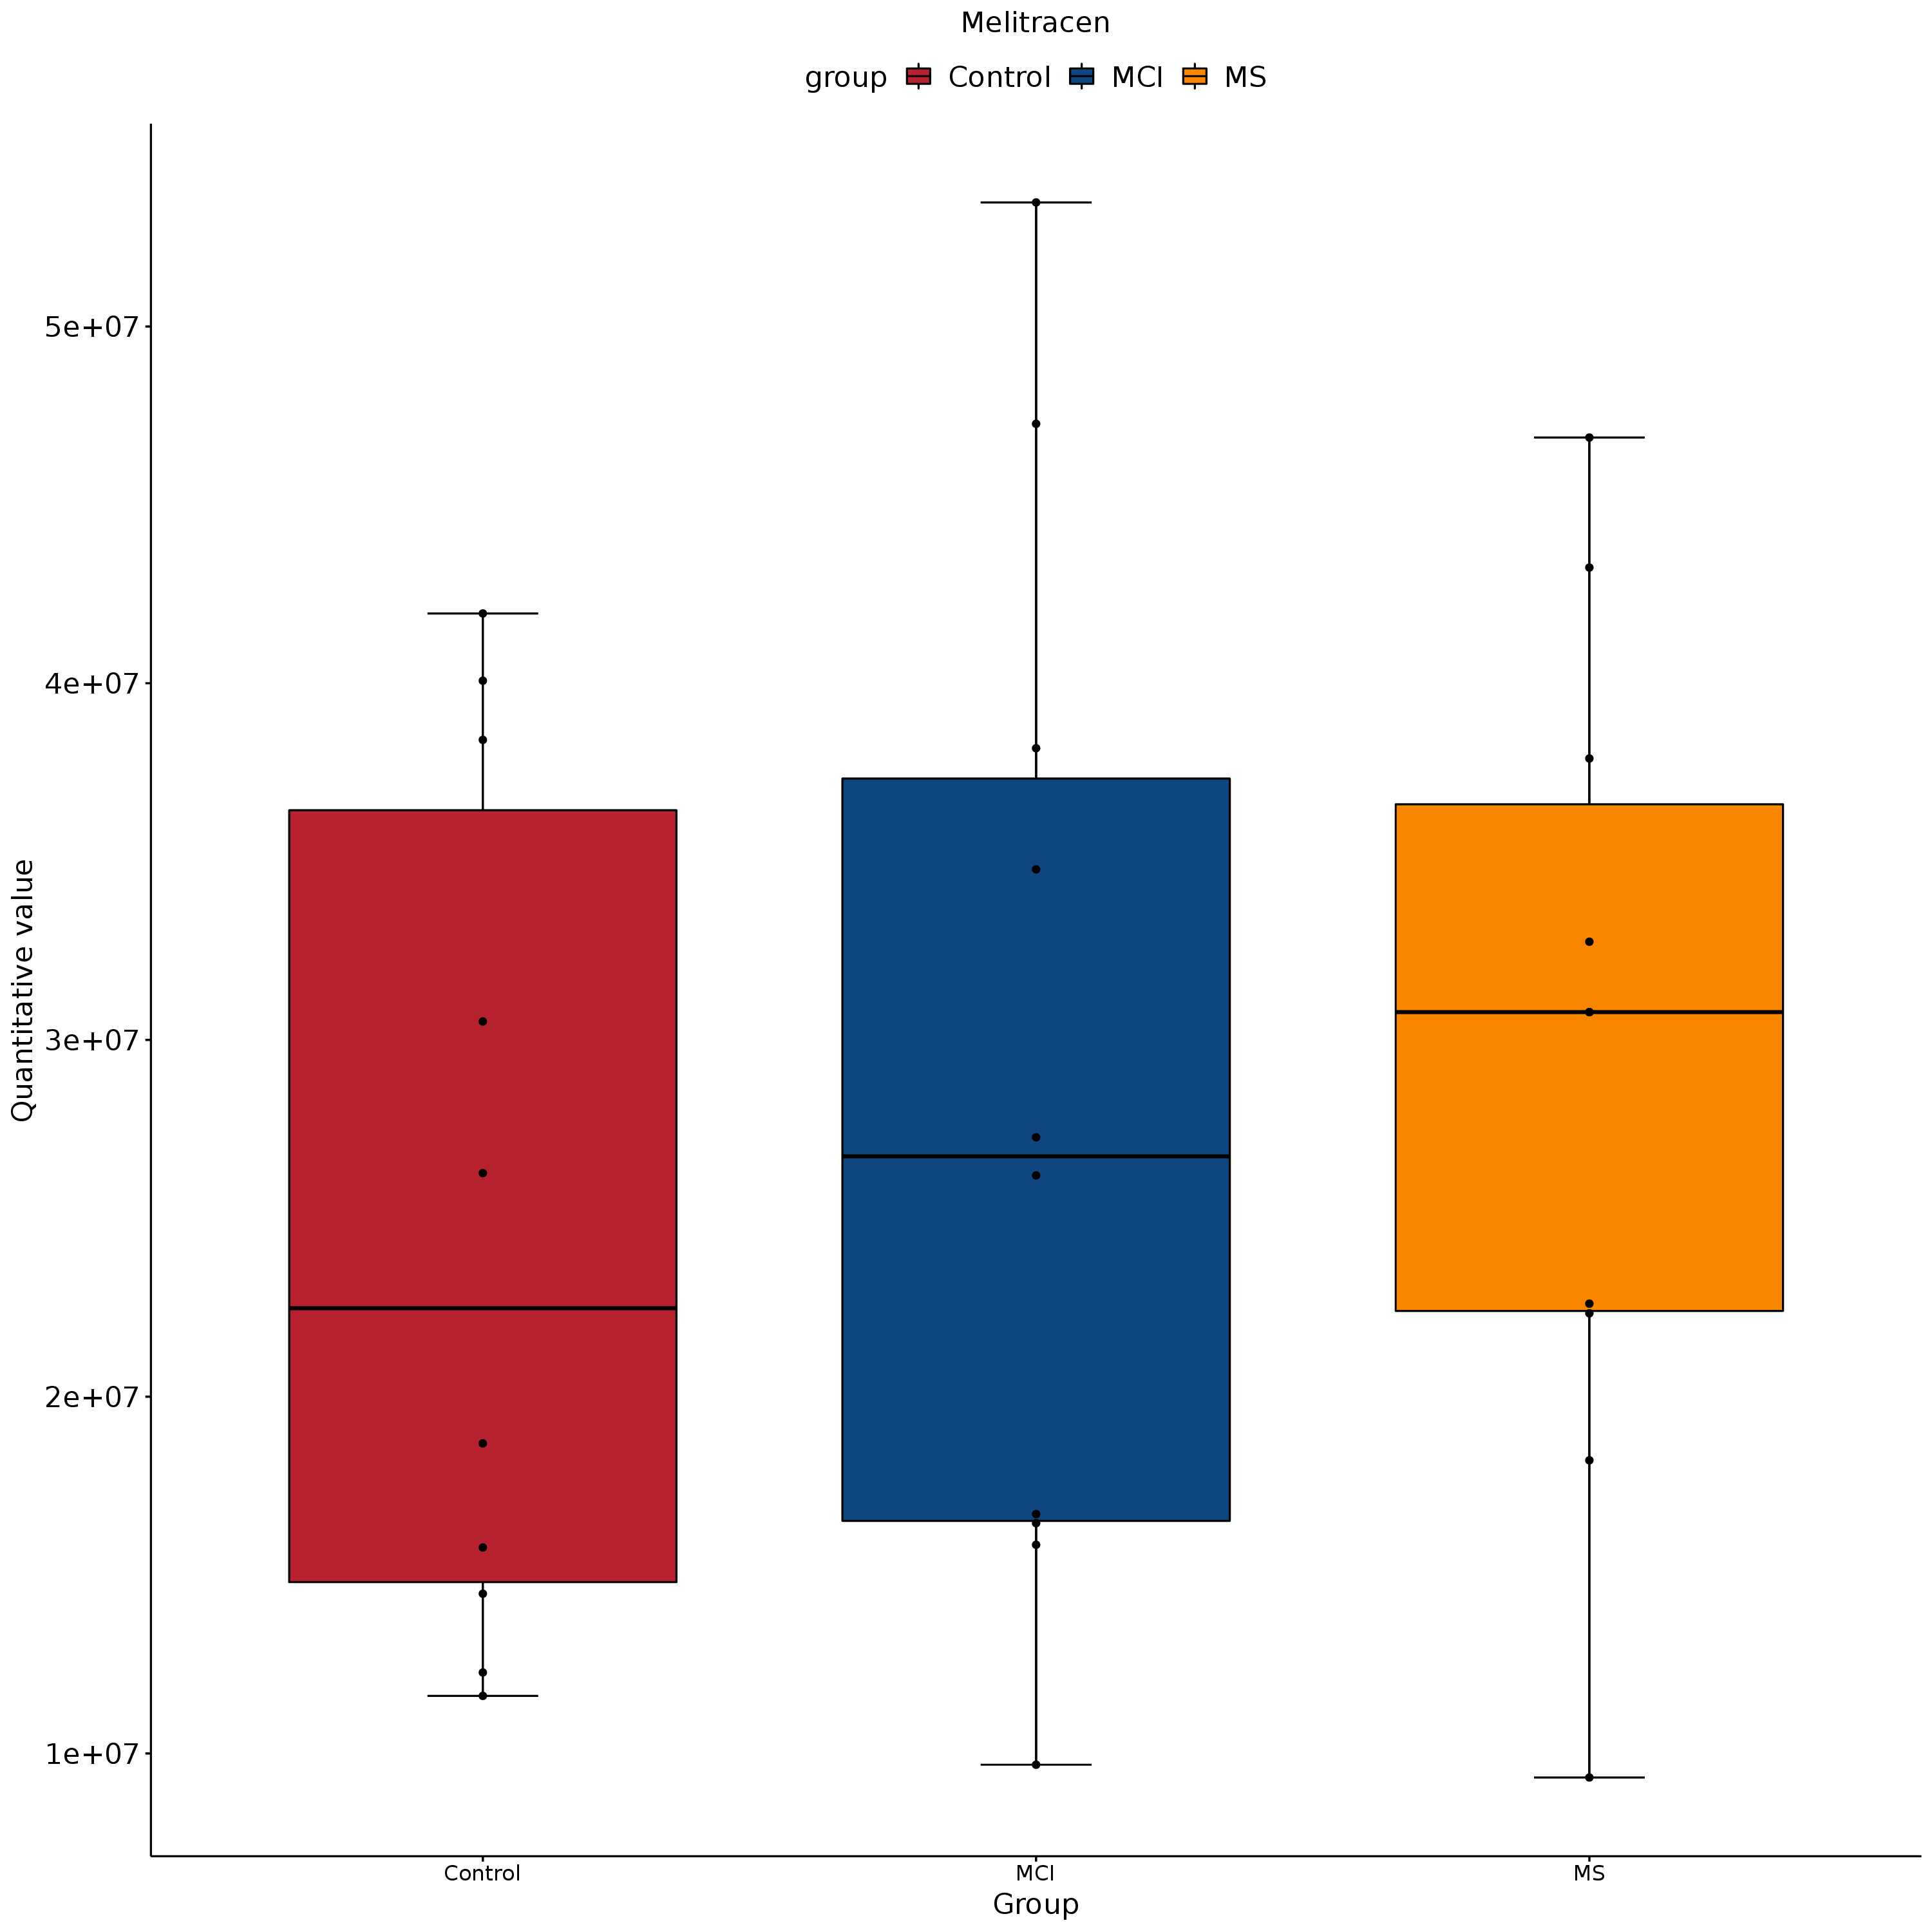 Melitracen
group Control MCI MS
Quantitative value
5e+07
4e+07
3e+07
2e+07
1e+07
Control MCI MS
Group